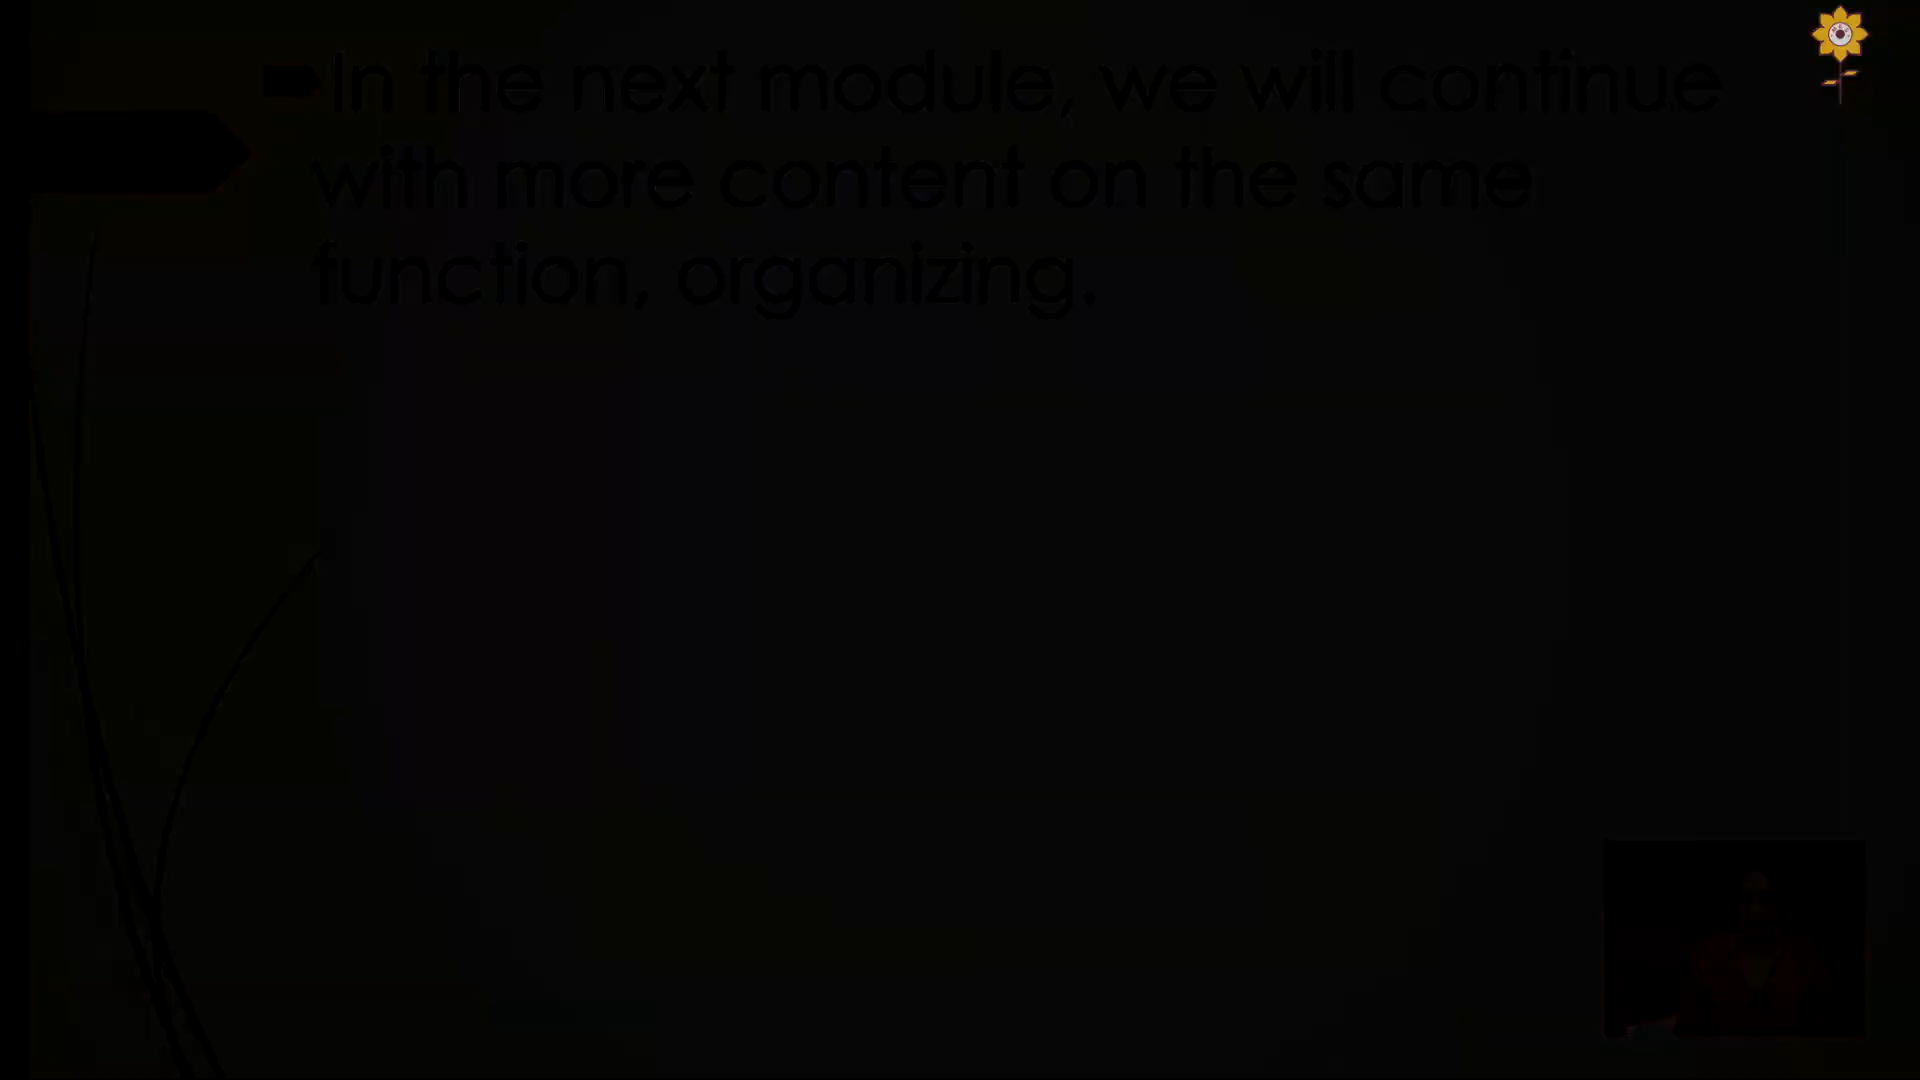 In the next module, we will continue
with more content on the same
function, organizing.